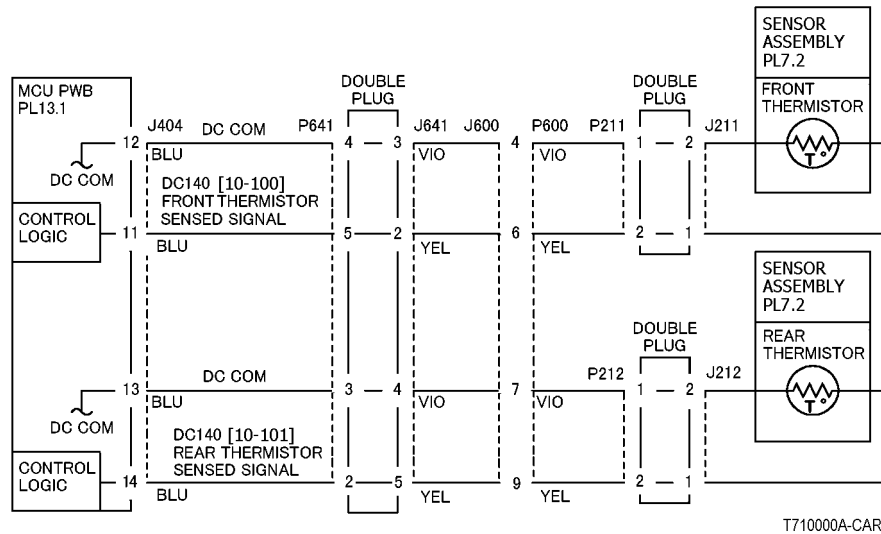 SENSOR
ASSEMBLY
PL7.2
FRONT
THERMISTOR
T°
MCU PWB
PL13.1
DOUBLE
PLUG
DOUBLE
PLUG
12 J404 DC COM P641 4 3 J641 J600 4 P600 P211 1 2 J211
BLU VIO VIO
DC COM
DC140 [10-100]
FRONT THERMISTOR
SENSED SIGNAL
CONTROL
LOGIC
11 5 2 6 2 1
BLU YEL YEL
SENSOR
ASSEMBLY
PL7.2
REAR
THERMISTOR
T°
DOUBLE
PLUG
13 DC COM 3 4 7 P212 1 2 J212
BLU VIO VIO
DC COM
DC140 [10-101]
REAR THERMISTOR
SENSED SIGNAL
CONTROL
LOGIC
14 2 5 9 2 1
BLU YEL YEL
T710000A-CAR